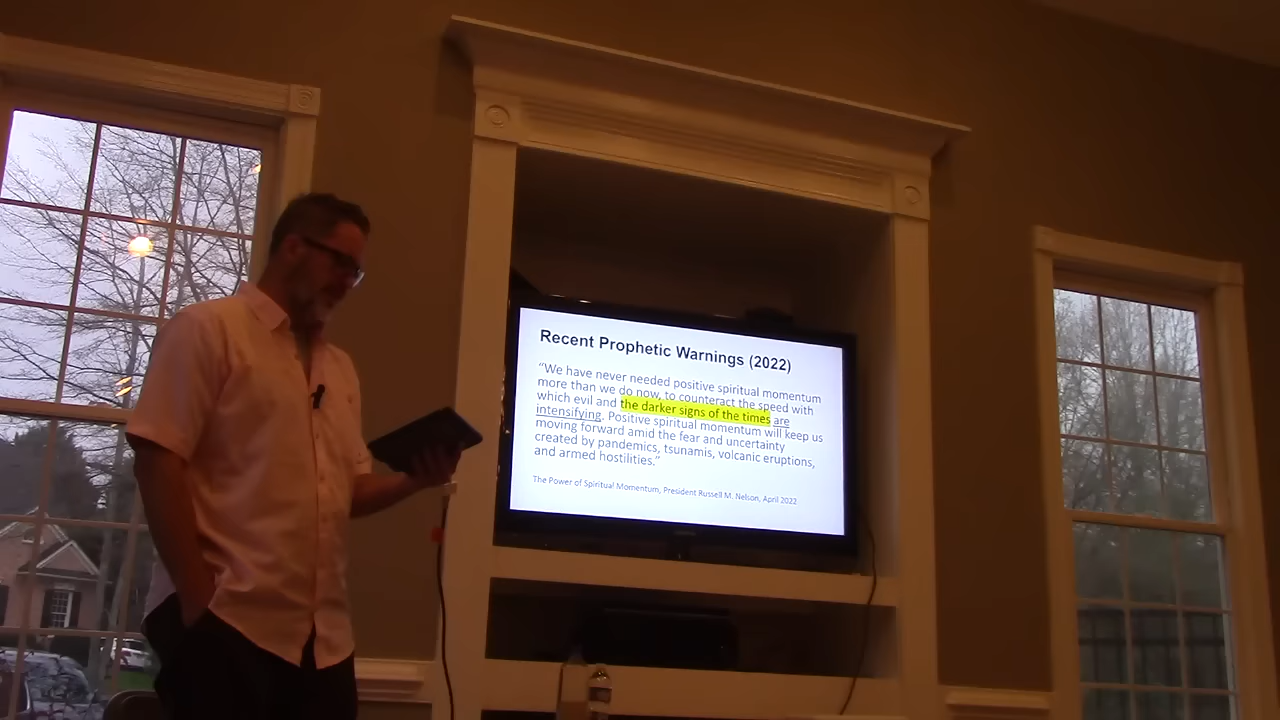 Recent Prophetic Warnings (2022)
“We have never needed positive spiritual momentum
more than we do now, to counteract the speed with
which evil and the darker signs of the times are
intensifying. Positive spiritual momentum will keep us
moving forward amid the fear and uncertainty
created by pandemics, tsunamis, volcanic eruptions,
and armed hostilities.”
The Power of Spiritual Momentum, President Russell M. Nelson, April 2022